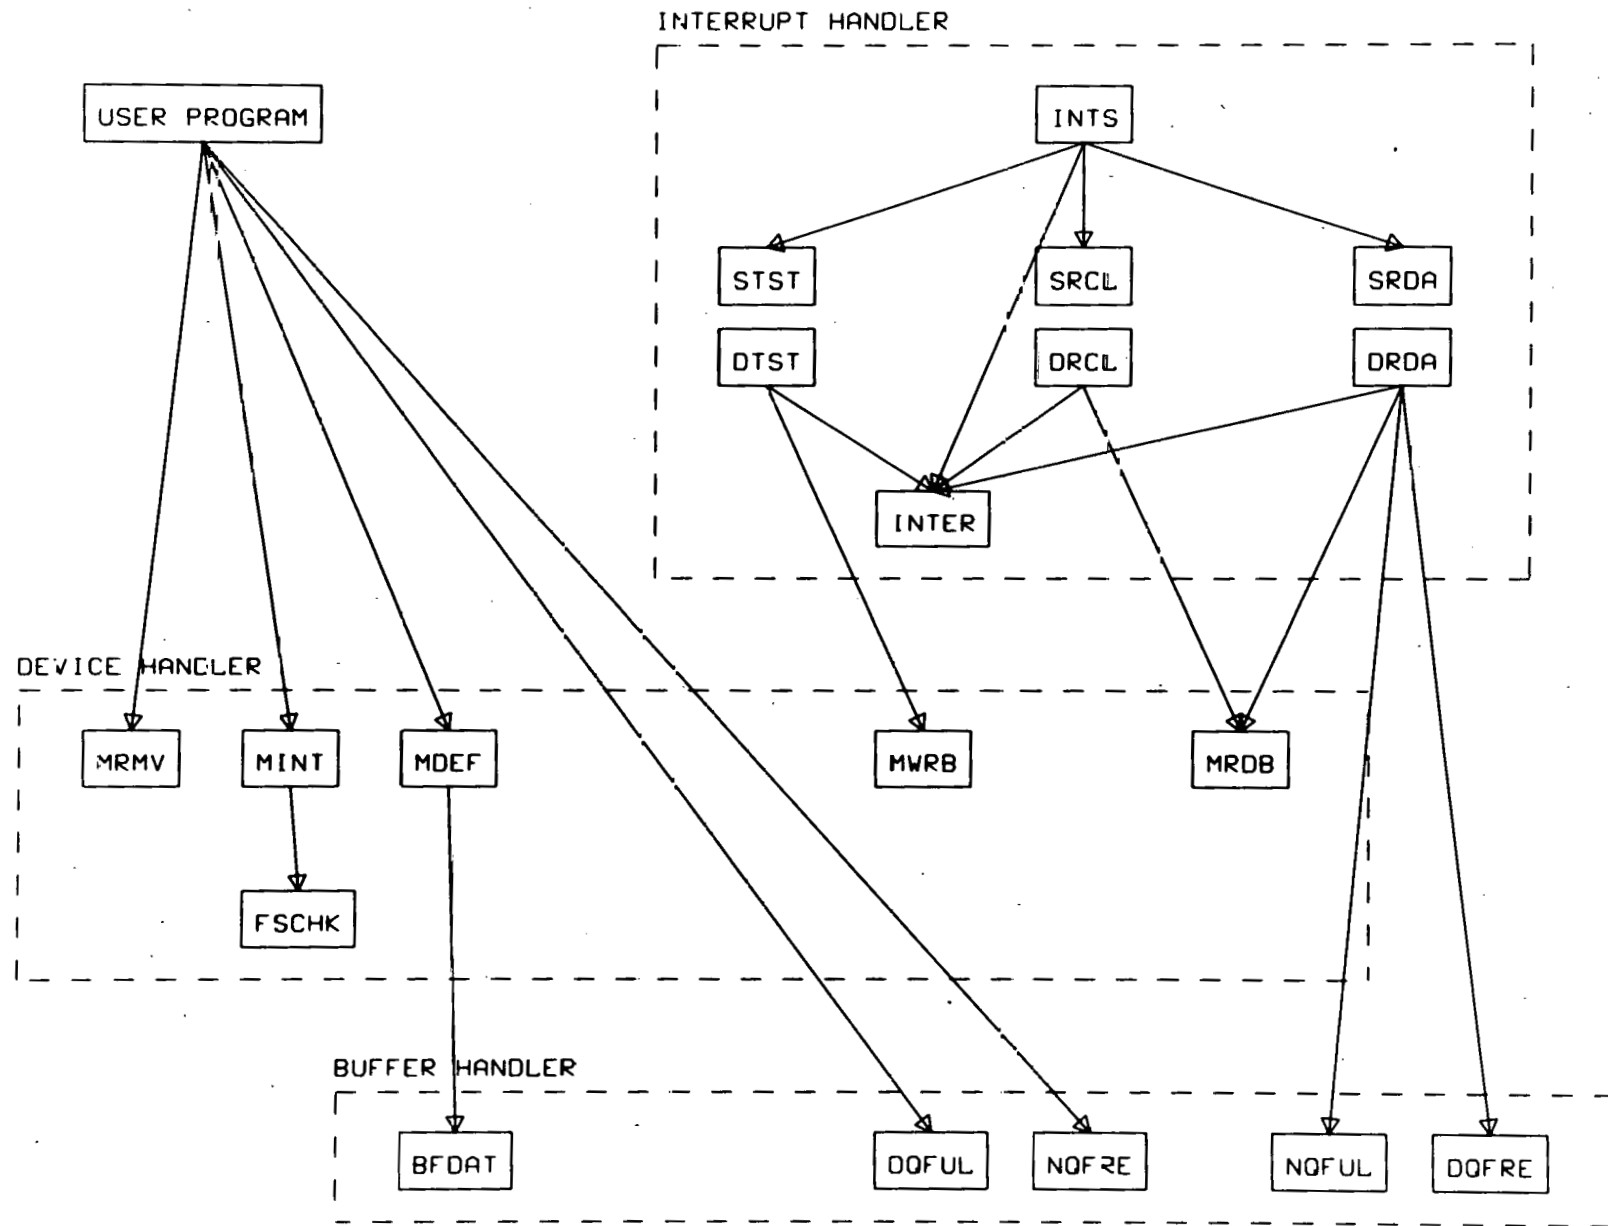 INTERRUPT HANDLER
USER PROGRAM
INTS
STST
SRCL
SRDA
DTST
DRCL
DRDA
INTER
DEVICE HANDLER
MRMV
MINT
MDEF
MWRB
MRDB
FSCHK
BUFFER HANDLER
BFDAT
DQFUL
NQFRE
NQFUL
DQFRE